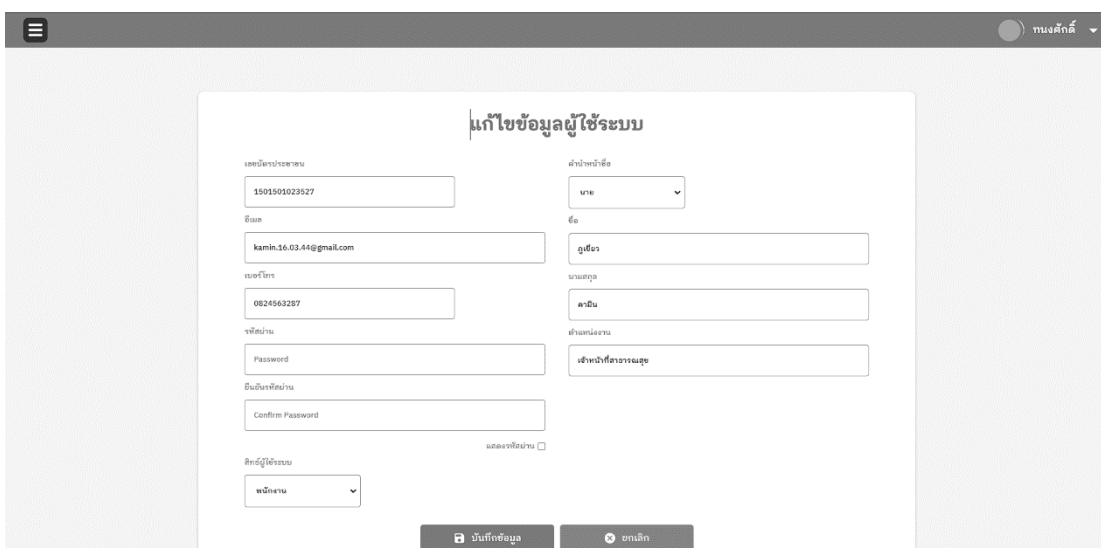 ทนงศักดิ์
แก้ไขข้อมูลผู้ใช้ระบบ
เลขบัตรประชาชน
คำนำหน้าชื่อ
1501501023527
นาย
อีเมล
ชื่อ
kamin.16.03.44@gmail.com
ภูเขียว
เบอร์โทร
นามสกุล
0824563287
คามิน
รหัสผ่าน
ตำแหน่งงาน
Password
เจ้าหน้าที่สาธารณสุข
ยืนยันรหัสผ่าน
Confirm Password
แสดงรหัสผ่าน
สิทธ์ผู้ใช้ระบบ
พนักงาน
บันทึกข้อมูล
ยกเลิก